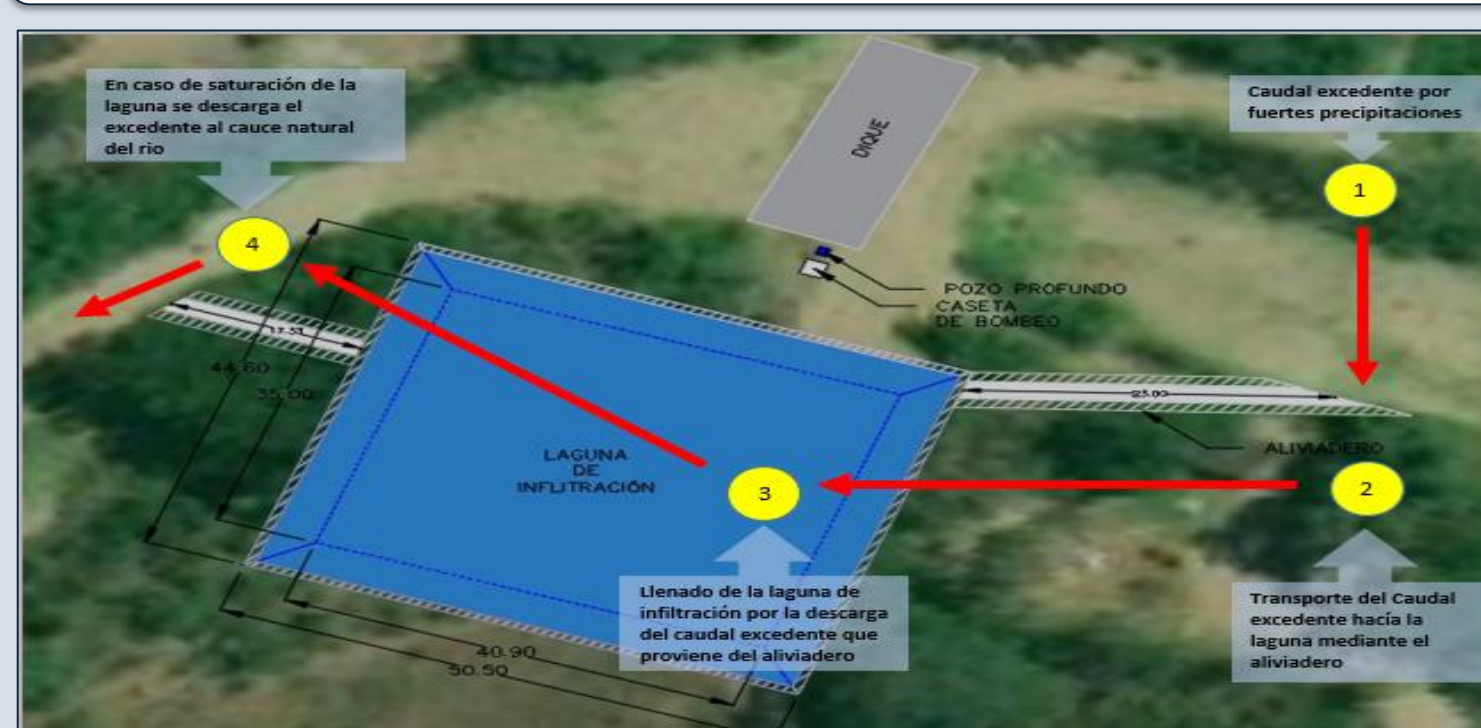 En caso de saturación de la
laguna se descarga el
excedente al cauce natural
del rio
Caudal excedente por
fuertes precipitaciones
DIQUE
1
4
POZO PROFUNDO
CASETA
DE BOMBEO
17.33
44.60
35.00
23.00
ALIVIADERO
LAGUNA
DE
INFLITRACIÓN
3
2
Llenado de la laguna de
infiltración por la descarga
del caudal excedente que
proviene del aliviadero
Transporte del Caudal
excedente hacía la
laguna mediante el
aliviadero
40.90
50.50